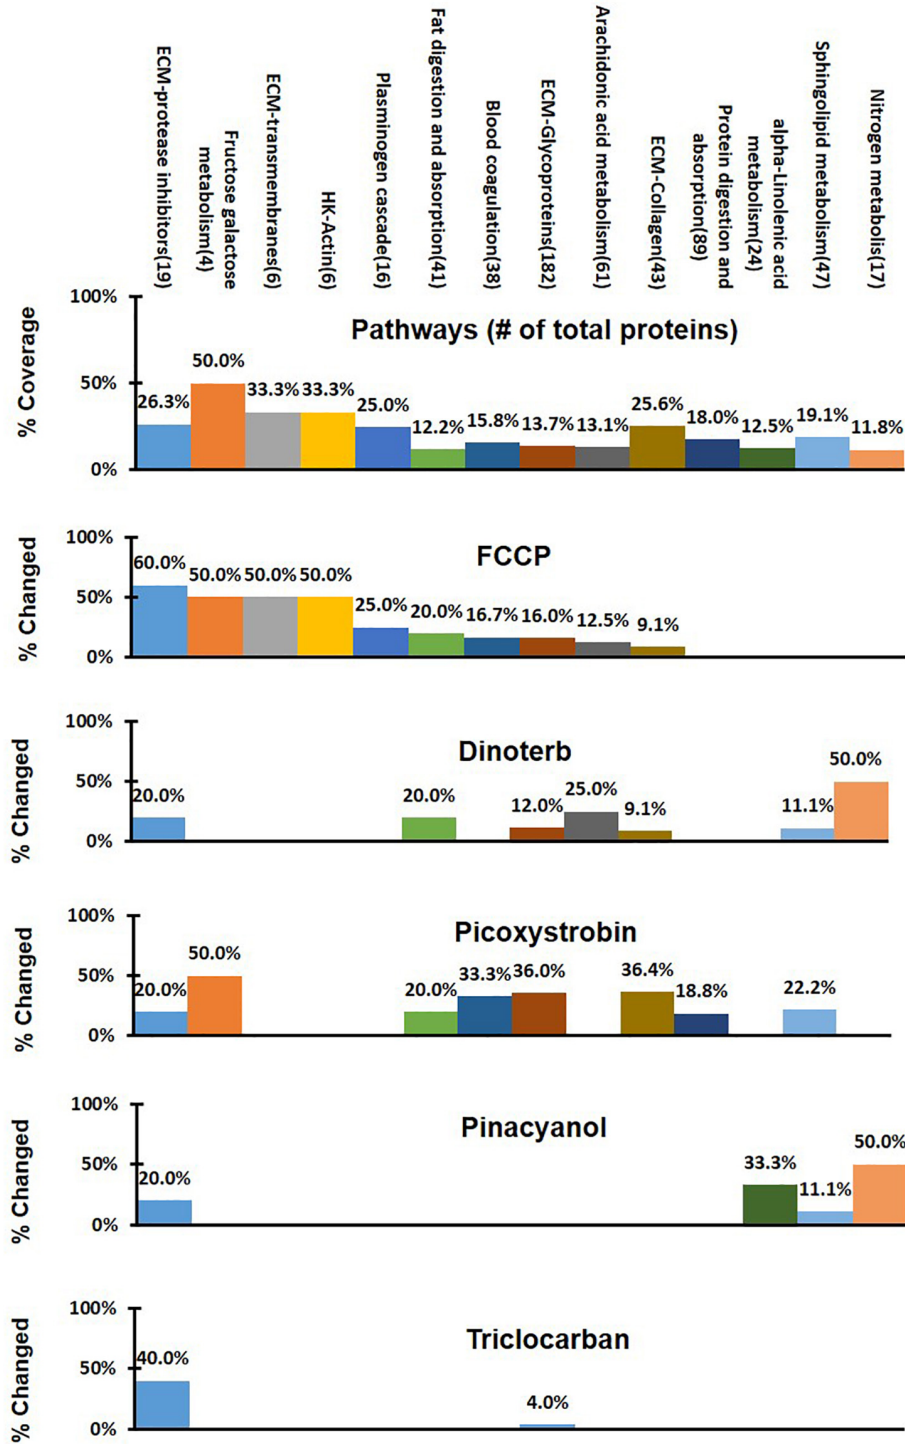 ECM-protease inhibitors(19)
Fructose galactose
metabolism(4)
ECM-transmembranes(6)
HK-Actin(6)
Plasminogen cascade(16)
Fat digestion and absorption(41)
Blood coagulation(38)
ECM-Glycoproteins(182)
Arachidonic acid metabolism(61)
ECM-Collagen(43)
Protein digestion and
absorption(89)
alpha-Linolenic acid
metabolism(24)
Sphingolipid metabolism(47)
Nitrogen metabolis(17)
Pathways (# of total proteins)
% Coverage
100%
50%
0%
26.3%
50.0%
33.3%
33.3%
25.0%
12.2%
15.8%
13.7%
13.1%
25.6%
18.0%
12.5%
19.1%
11.8%
FCCP
% Changed
100%
50%
0%
60.0%
50.0%
50.0%
50.0%
25.0%
20.0%
16.7%
16.0%
12.5%
9.1%
Dinoterb
% Changed
100%
50%
0%
20.0%
20.0%
12.0%
25.0%
9.1%
11.1%
50.0%
Picoxystrobin
% Changed
100%
50%
0%
20.0%
50.0%
20.0%
33.3%
36.0%
36.4%
18.8%
22.2%
Pinacyanol
% Changed
100%
50%
0%
20.0%
33.3%
11.1%
50.0%
Triclocarban
% Changed
100%
50%
0%
40.0%
4.0%